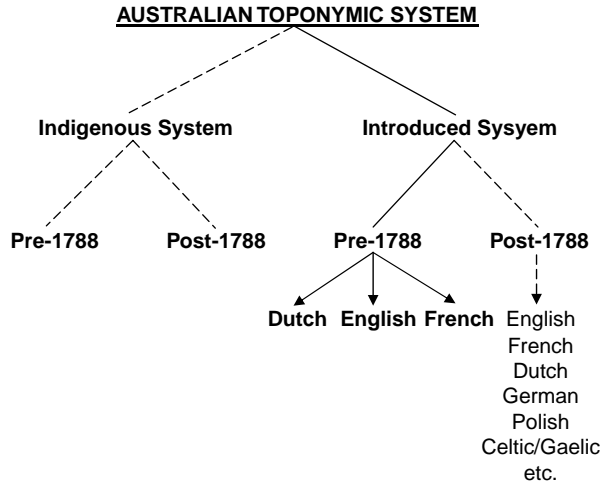 AUSTRALIAN TOPONYMIC SYSTEM
Indigenous System Introduced Sysyem
Pre-1788 Post-1788 Pre-1788 Post-1788
Dutch English French English
French
Dutch
German
Polish
Celtic/Gaelic
etc.